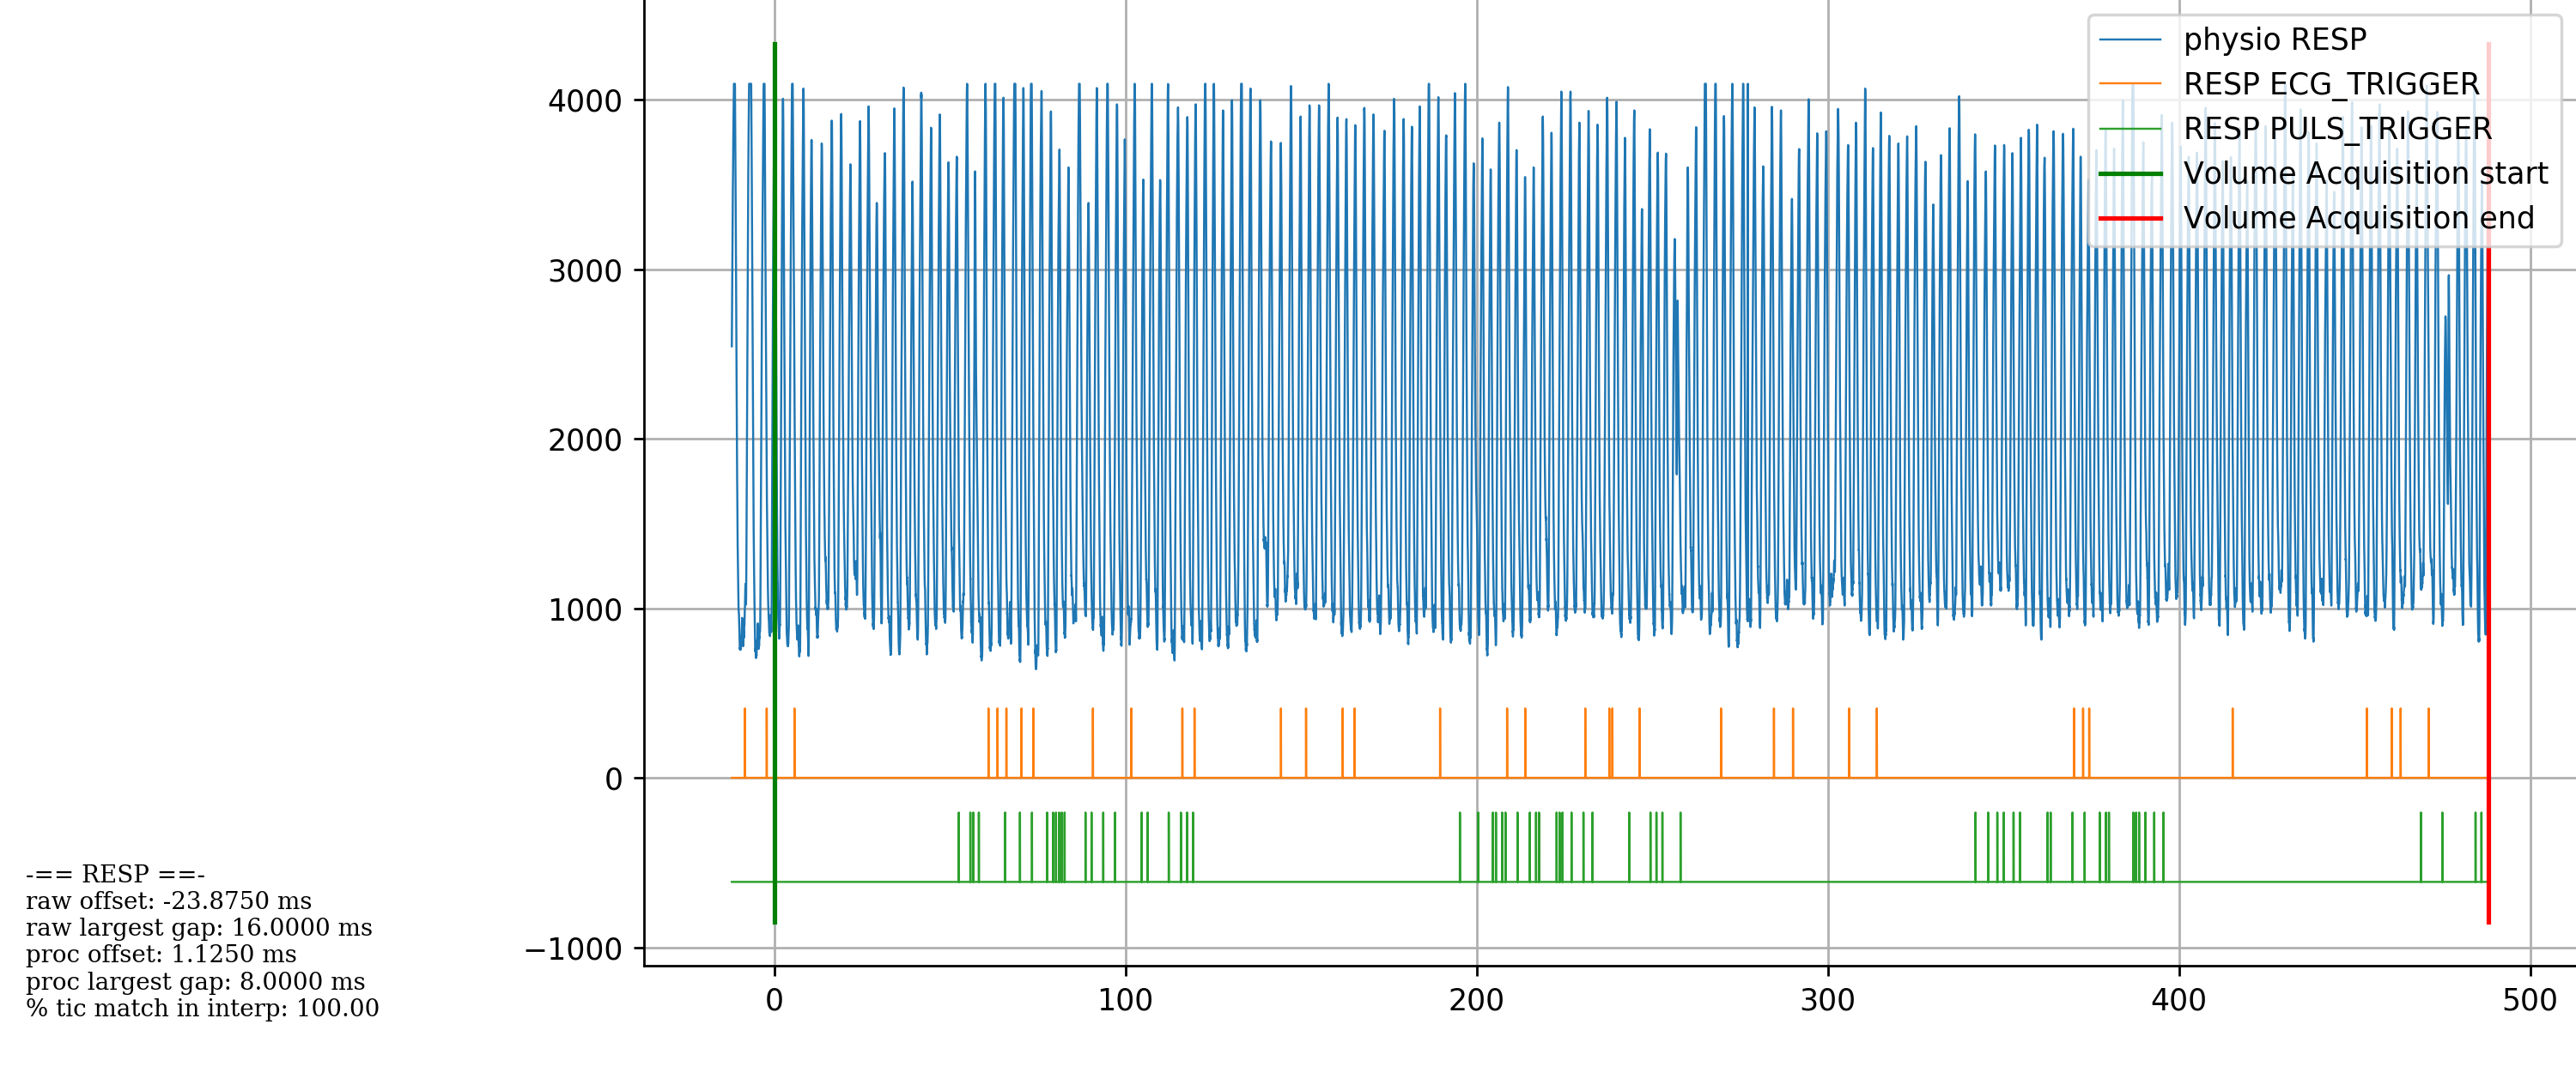 physio RESP
RESP ECG_TRIGGER
RESP PULS_TRIGGER
Volume Acquisition start
Volume Acquisition end
4000
3000
2000
1000
0
−1000
0 100 200 300 400 500
-== RESP ==-
raw offset: -23.8750 ms
raw largest gap: 16.0000 ms
proc offset: 1.1250 ms
proc largest gap: 8.0000 ms
% tic match in interp: 100.00